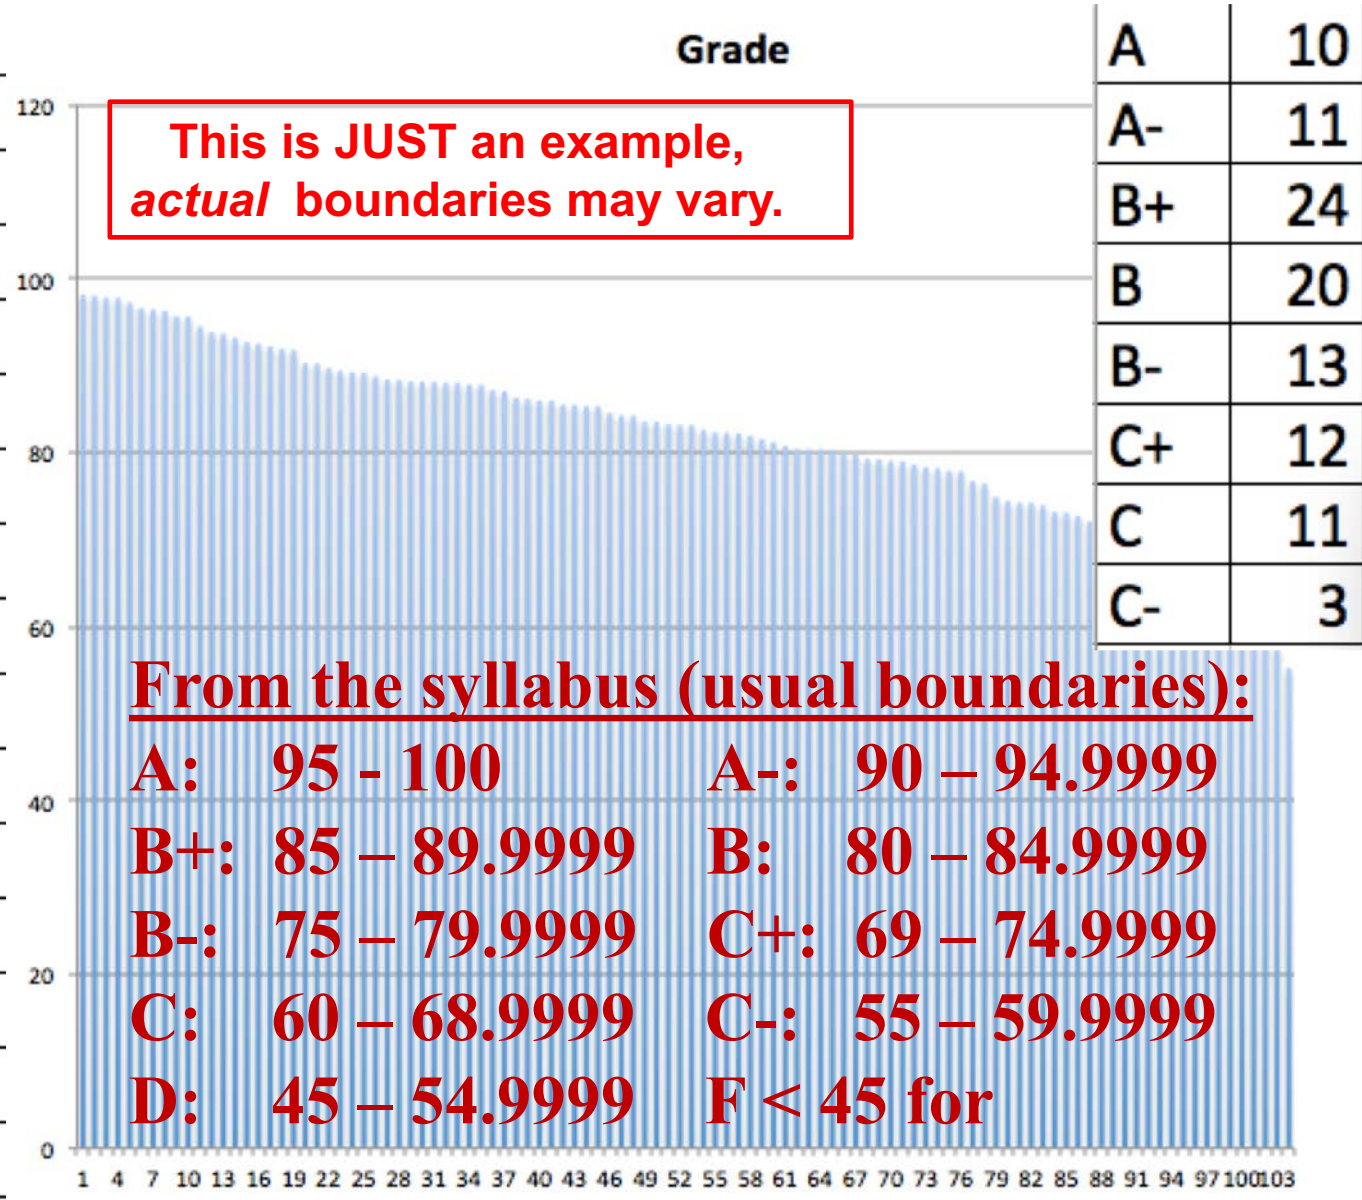 Grade
A 10
A- 11
B+ 24
B 20
B- 13
C+ 12
C 11
C- 3
This is JUST an example,
actual boundaries may vary.
120
100
80
60
40
20
0
From the syllabus (usual boundaries):
A: 95 - 100 A-: 90 – 94.9999
B+: 85 – 89.9999 B: 80 – 84.9999
B-: 75 – 79.9999 C+: 69 – 74.9999
C: 60 – 68.9999 C-: 55 – 59.9999
D: 45 – 54.9999 F < 45 for
1 4 7 10 13 16 19 22 25 28 31 34 37 40 43 46 49 52 55 58 61 64 67 70 73 76 79 82 85 88 91 94 97 100 103